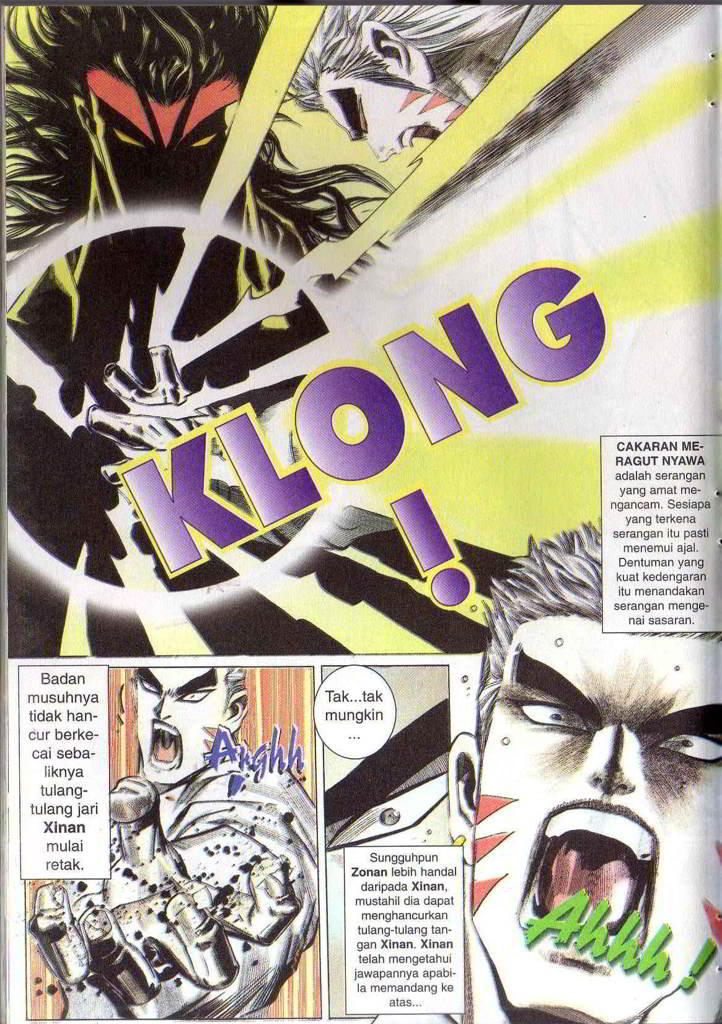 KLONG!
CAKARAN ME-
RAGUT NYAWA
adalah serangan
yang amat me-
ngancam. Sesiapa
yang terkena
serangan itu pasti
menemui ajal.
Dentuman yang
kuat kedengaran
itu menandakan
serangan menge-
nai sasaran.
Badan
musuhnya
tidak han-
cur berke-
cai seba-
liknya
tulang-
tulang jari
Xinan
mulai
retak.
Arghh!
Tak...tak
mungkin
...
Sungguhpun
Zonan lebih handal
daripada Xinan,
mustahil dia dapat
menghancurkan
tulang-tulang tan-
gan Xinan. Xinan
telah mengetahui
jawapannya apabi-
la memandang ke
atas...
Ahhh!